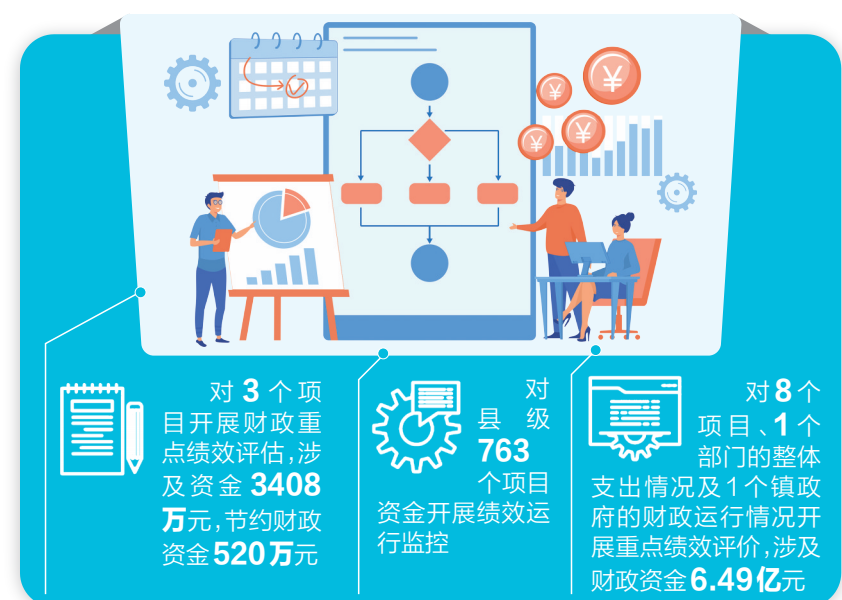 ¥
¥
¥
¥
对3个项
目开展财政重
点绩效评估,涉
及资金3408
万元,节约财政
资金520万元
对
县级
763
个项目
资金开展绩效运
行监控
对8个
项目、1个
部门的整体
支出情况及1个镇政
府的财政运行情况开
展重点绩效评价,涉及
财政资金6.49亿元